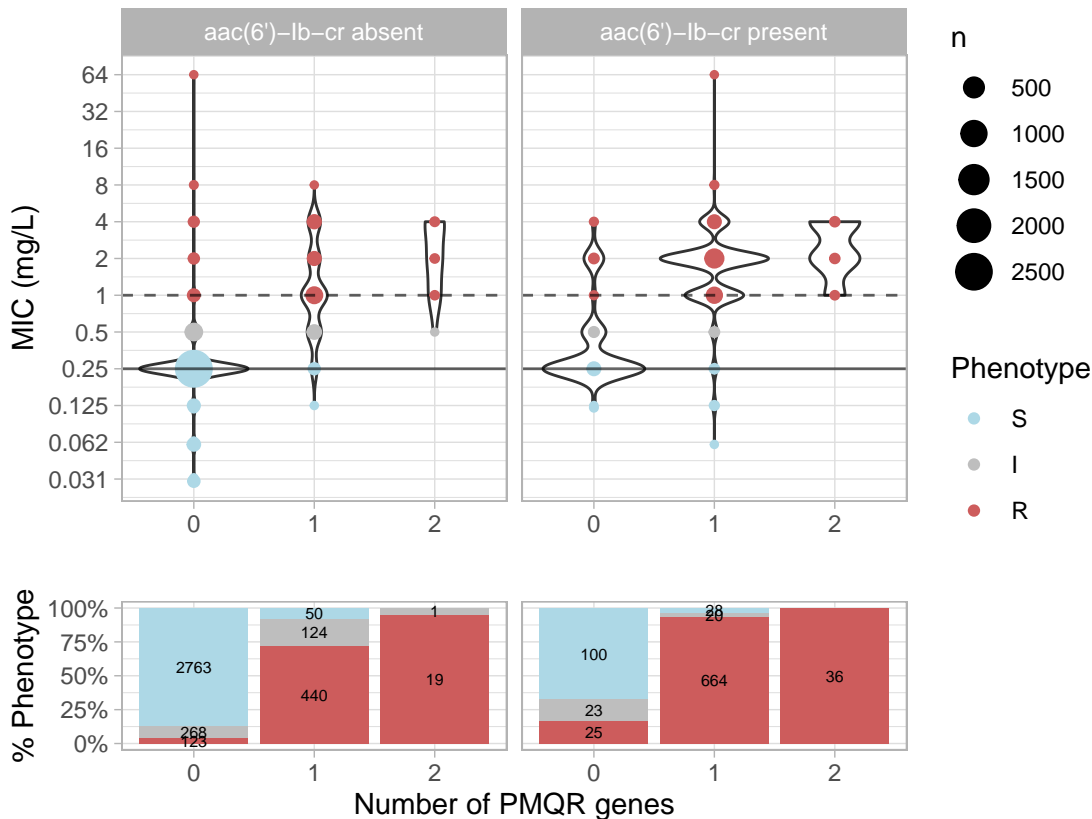 aac(6')−Ib−cr absent
aac(6')−Ib−cr present
MIC (mg/L)
64
32
16
8
4
2
1
0.5
0.25
0.125
0.062
0.031
0 1 2
0 1 2
n
500
1000
1500
2000
2500
Phenotype
S
I
R
% Phenotype
100%
75%
50%
25%
0%
2763
268
123
50
124
440
1
19
100
23
25
28
20
664
36
0 1 2
0 1 2
Number of PMQR genes